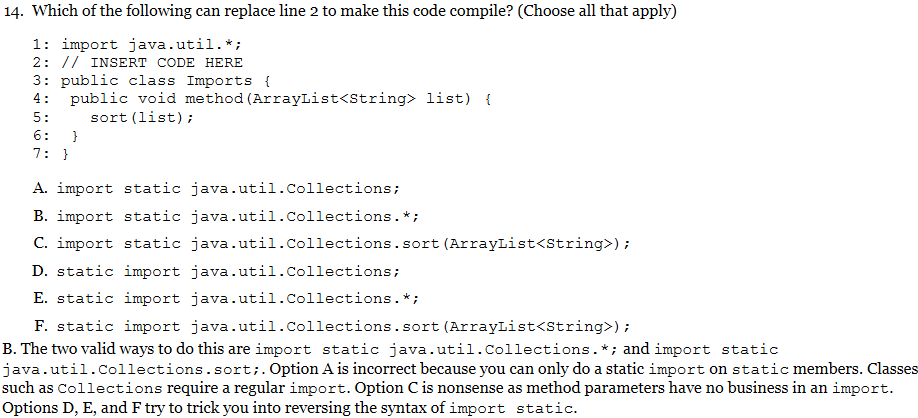 14. Which of the following can replace line 2 to make this code compile? (Choose all that apply)
1: import java.util.*;
2: // INSERT CODE HERE
3: public class Imports {
4: public void method(ArrayList<String> list) {
5: sort(list);
6: }
7: }
A. import static java.util.Collections;
B. import static java.util.Collections.*;
C. import static java.util.Collections.sort(ArrayList<String>);
D. static import java.util.Collections;
E. static import java.util.Collections.*;
F. static import java.util.Collections.sort(ArrayList<String>);
B. The two valid ways to do this are import static java.util.Collections.*; and import static
java.util.Collections.sort;. Option A is incorrect because you can only do a static import on static members. Classes
such as Collections require a regular import. Option C is nonsense as method parameters have no business in an import.
Options D, E, and F try to trick you into reversing the syntax of import static.